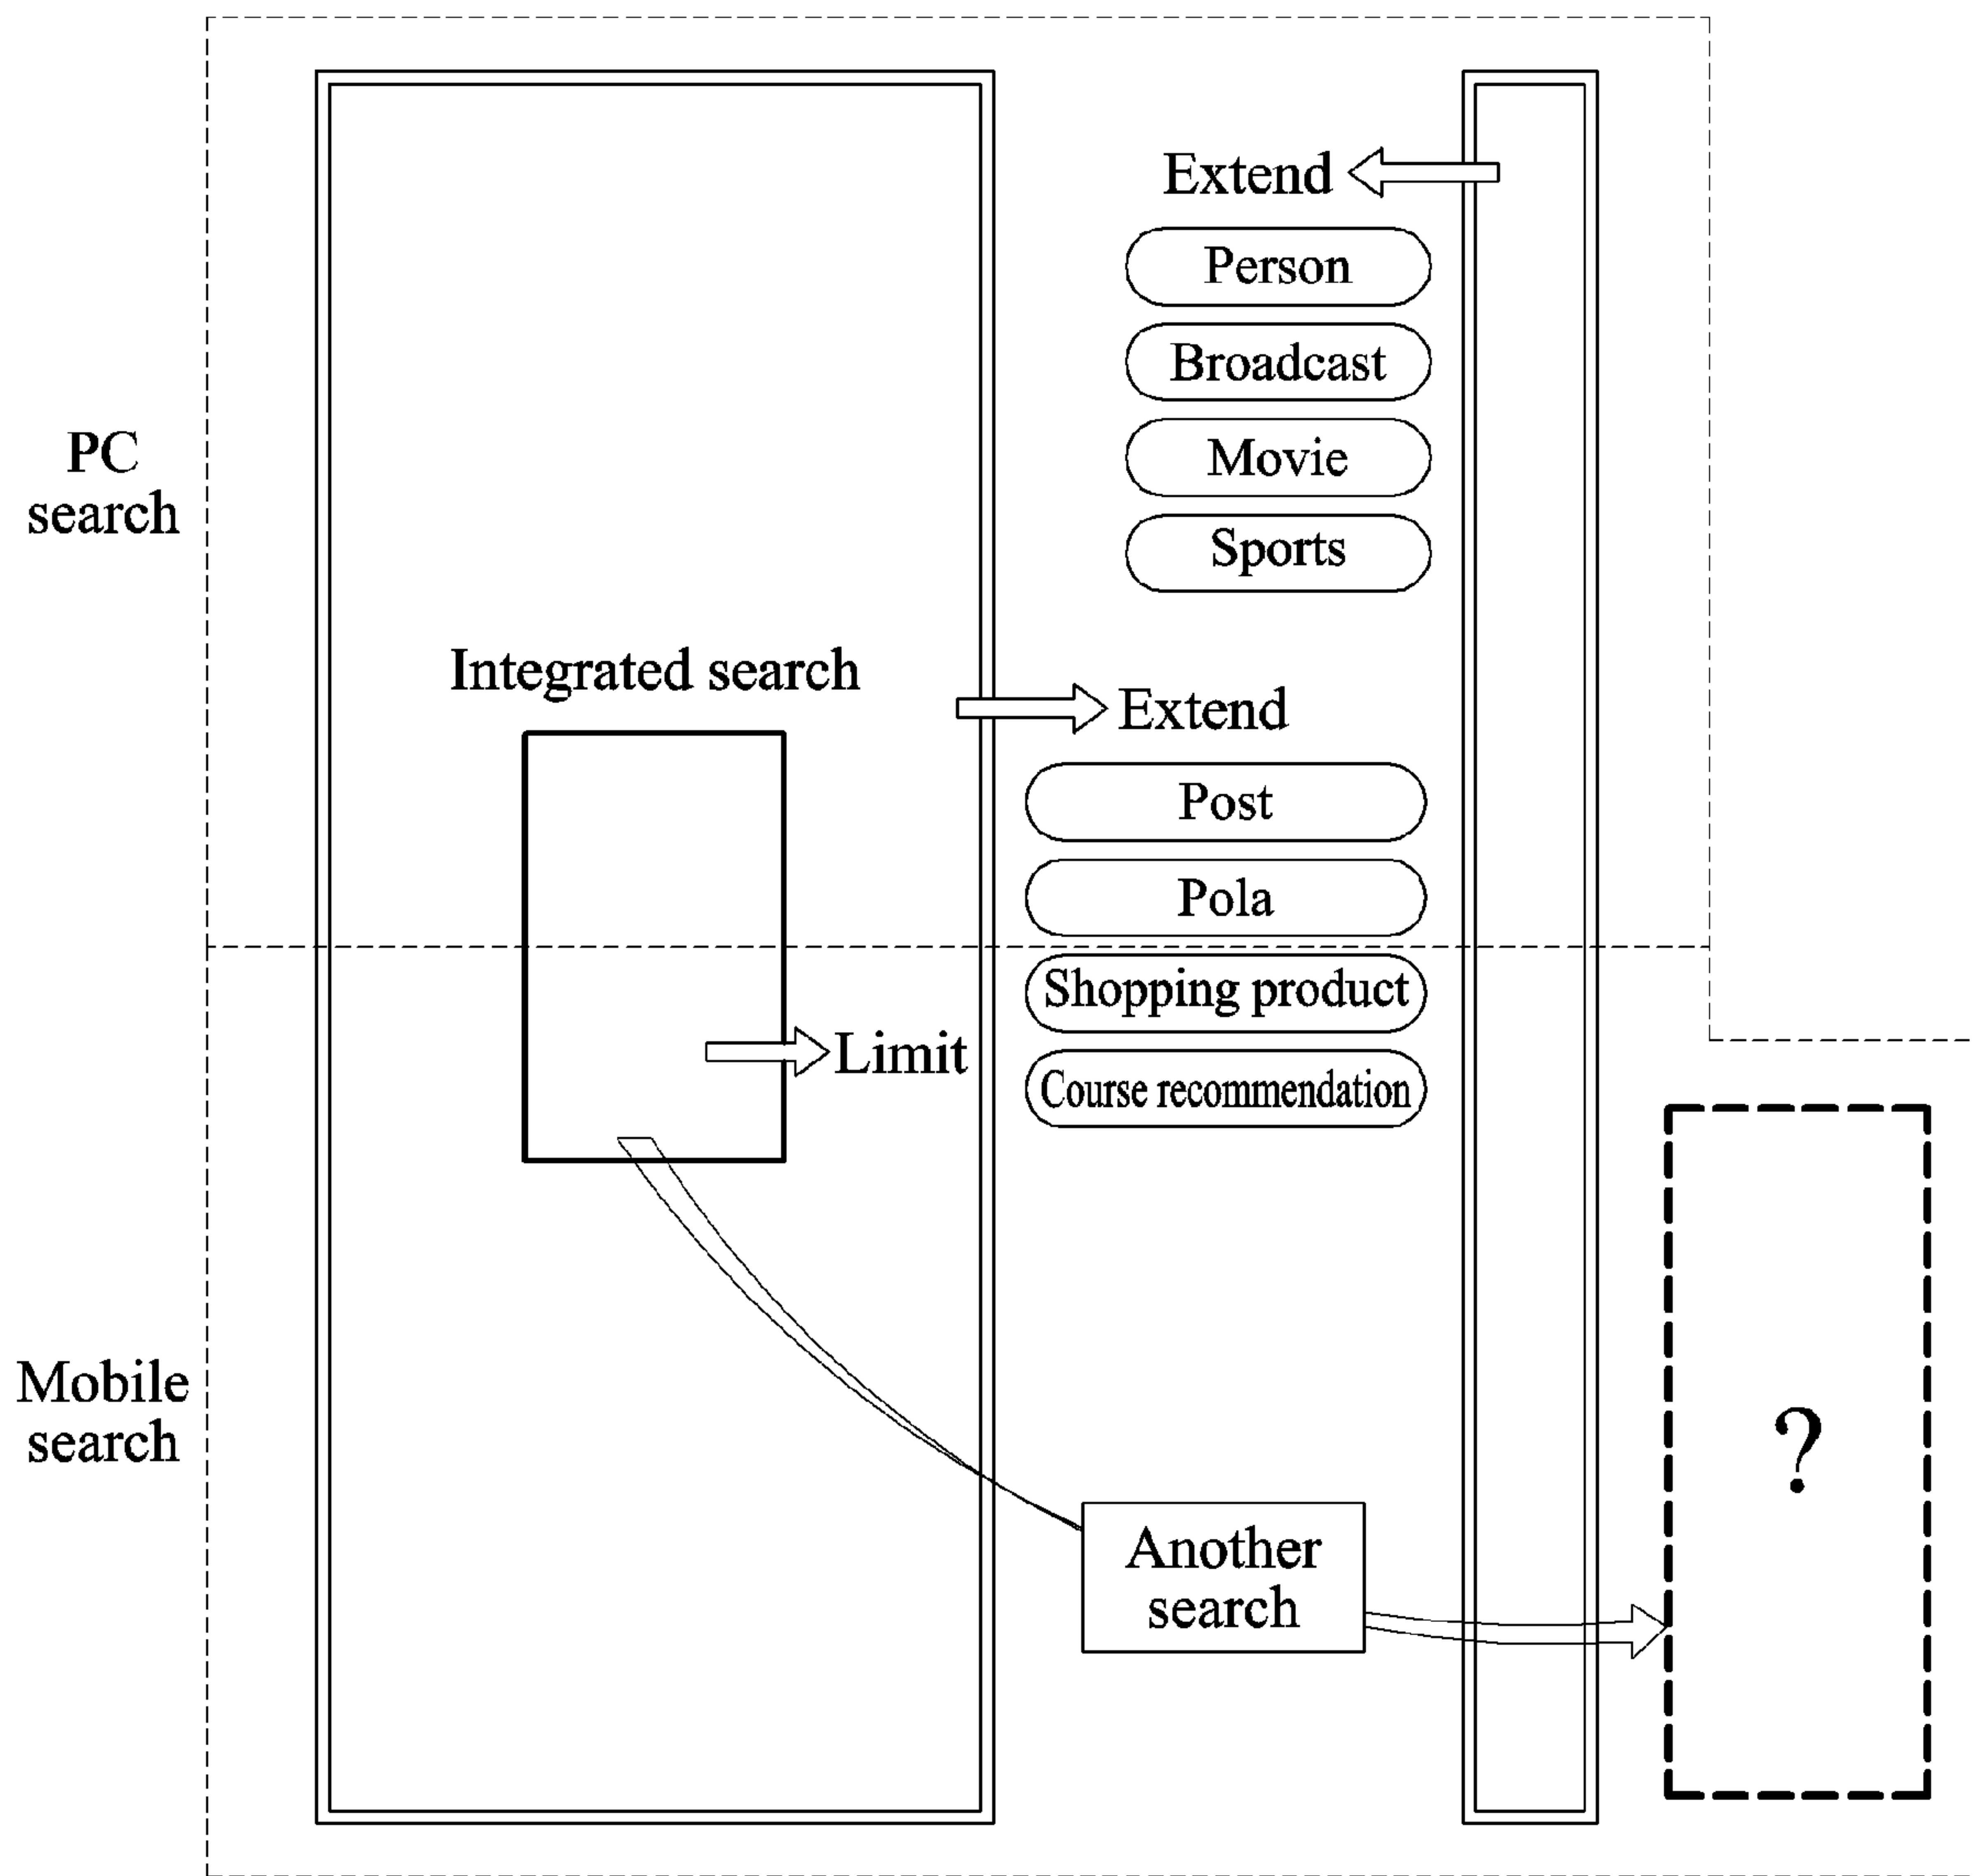 Extend
Person
Broadcast
Movie
Sports
PC
search
Integrated search
Extend
Post
Pola
Shopping product
Limit
Course recommendation
Mobile
search
?
Another
search